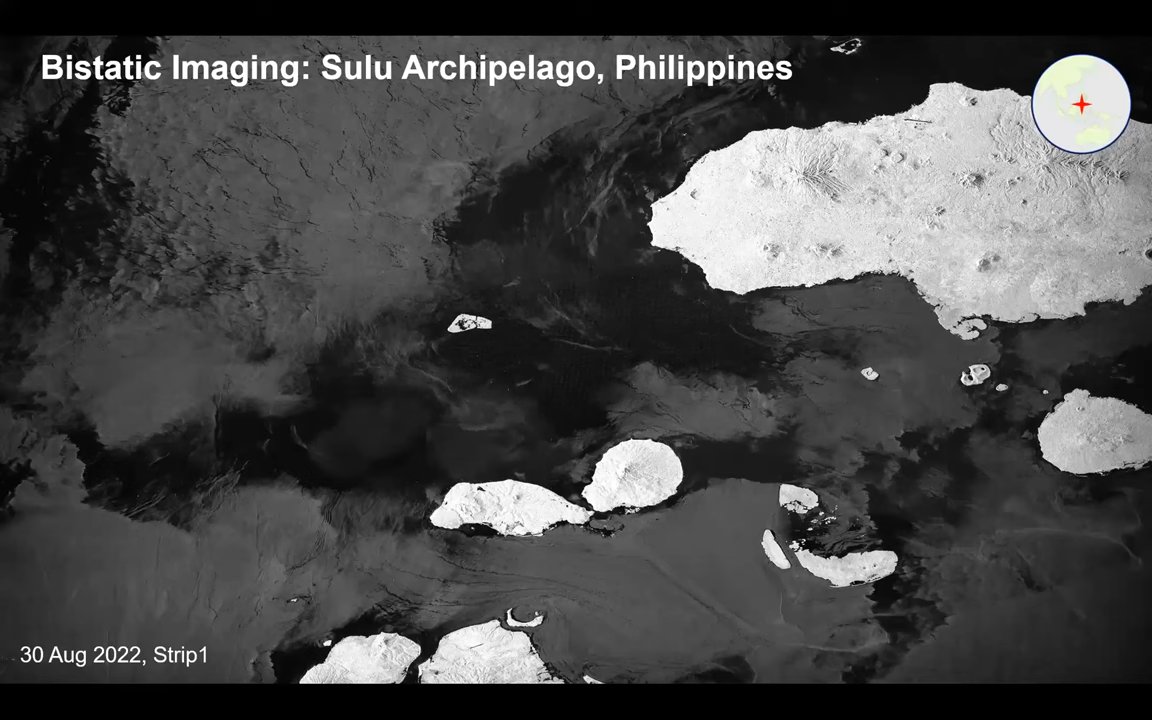 Bistatic Imaging: Sulu Archipelago, Philippines
30 Aug 2022, Strip1